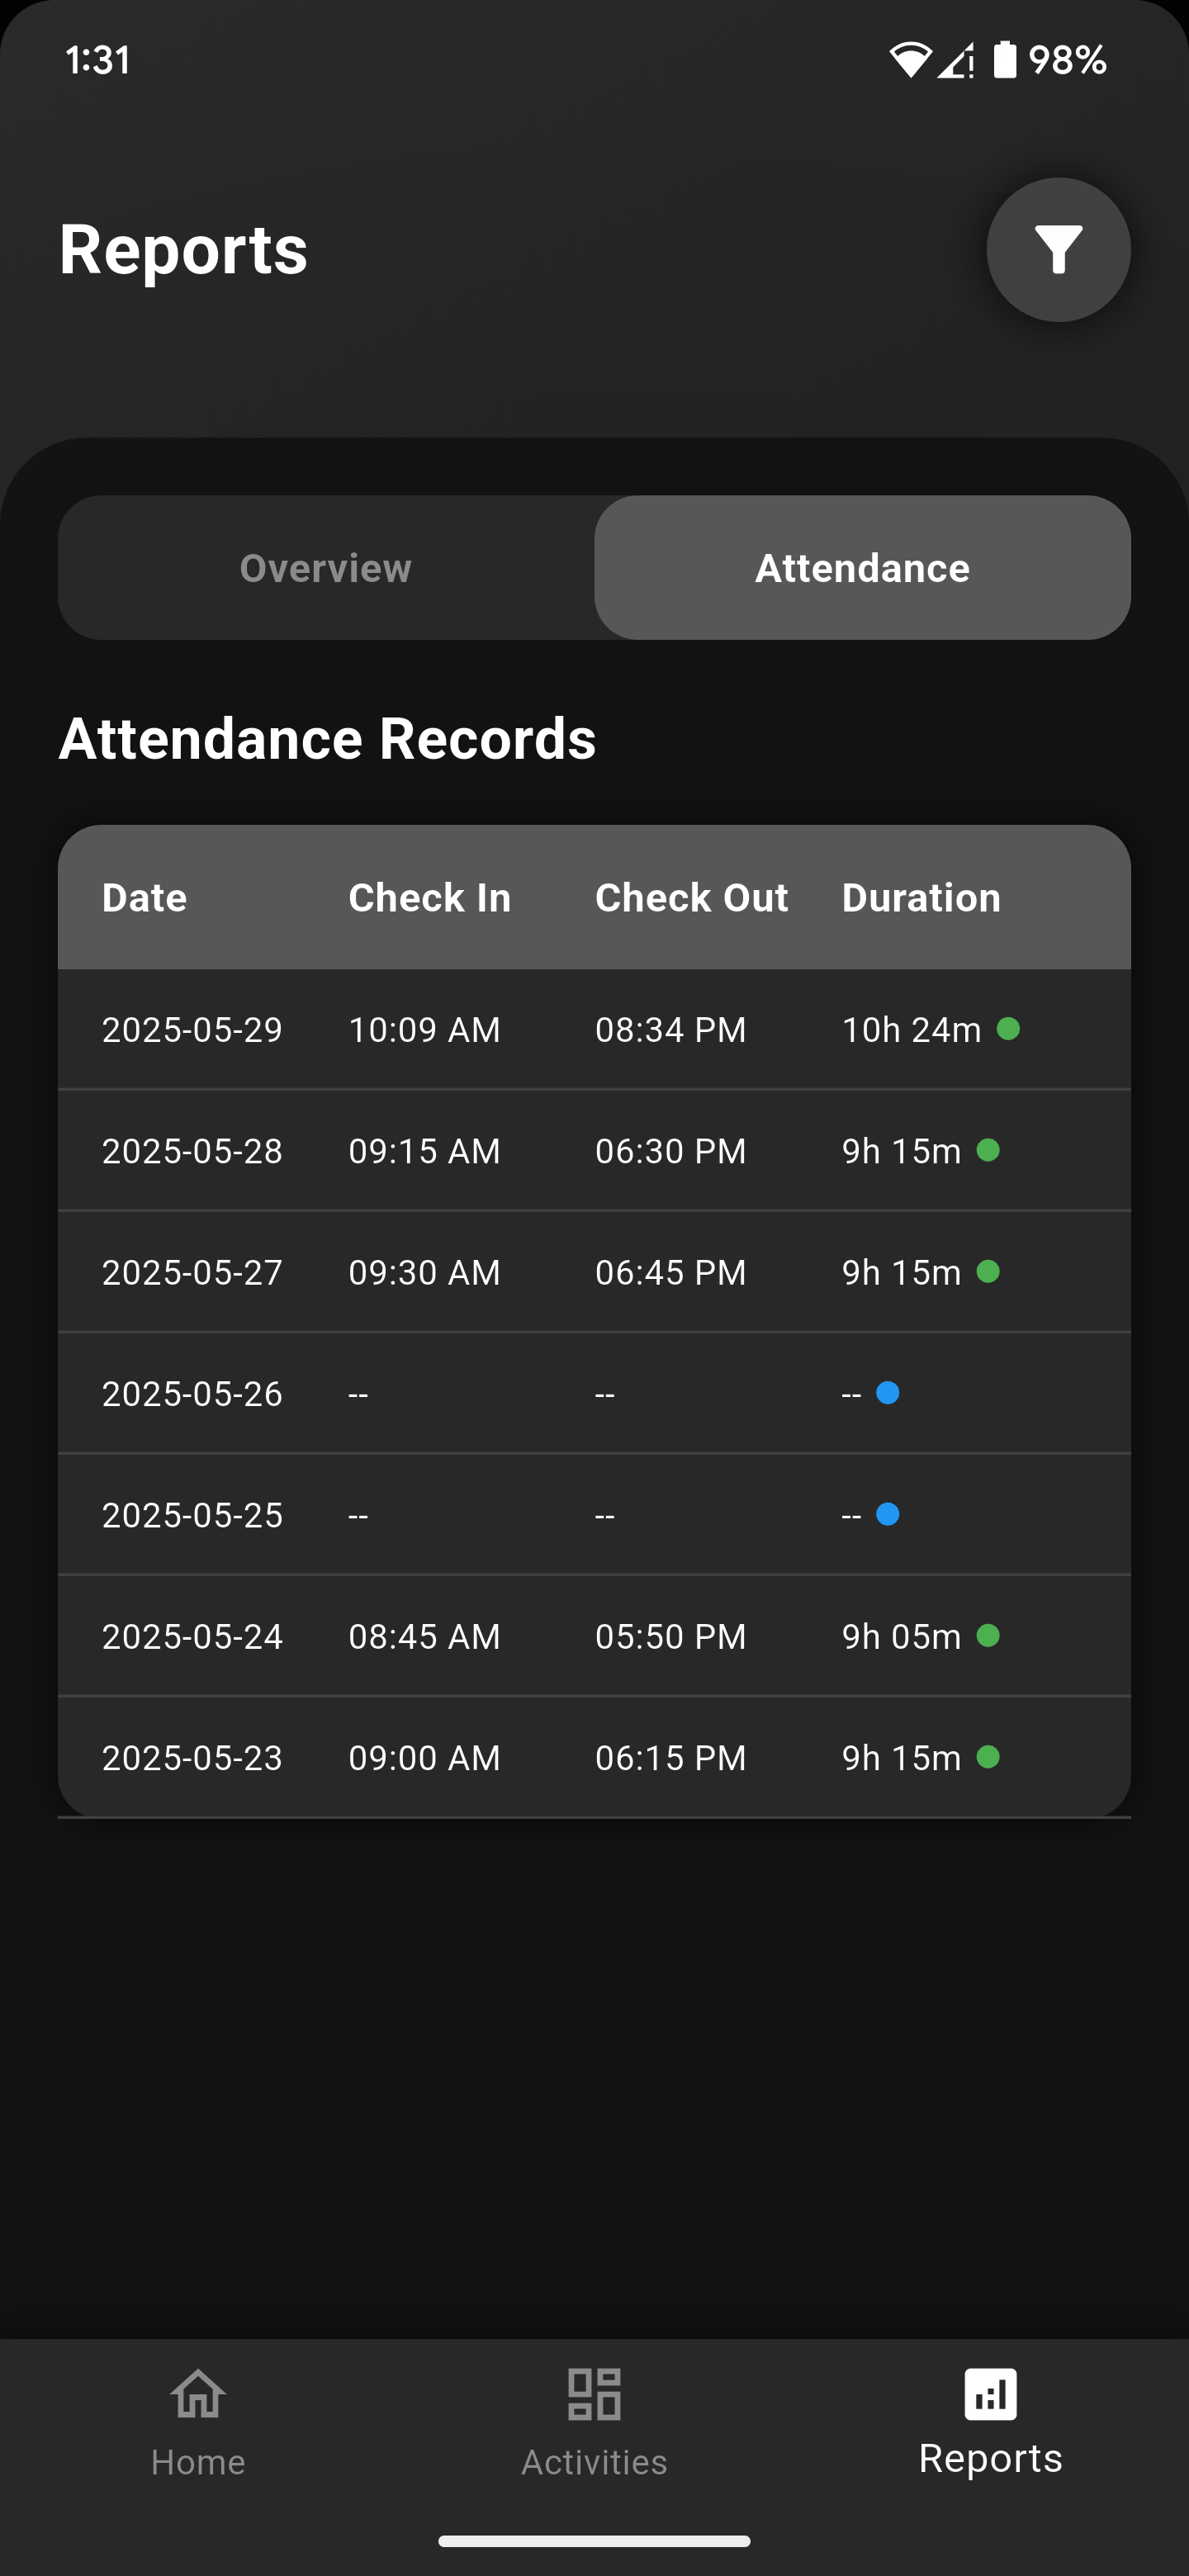 1:31 98%
Reports
Overview Attendance
Attendance Records
Date Check In Check Out Duration
2025-05-29 10:09 AM 08:34 PM 10h 24m
2025-05-28 09:15 AM 06:30 PM 9h 15m
2025-05-27 09:30 AM 06:45 PM 9h 15m
2025-05-26 -- -- --
2025-05-25 -- -- --
2025-05-24 08:45 AM 05:50 PM 9h 05m
2025-05-23 09:00 AM 06:15 PM 9h 15m
Home Activities Reports